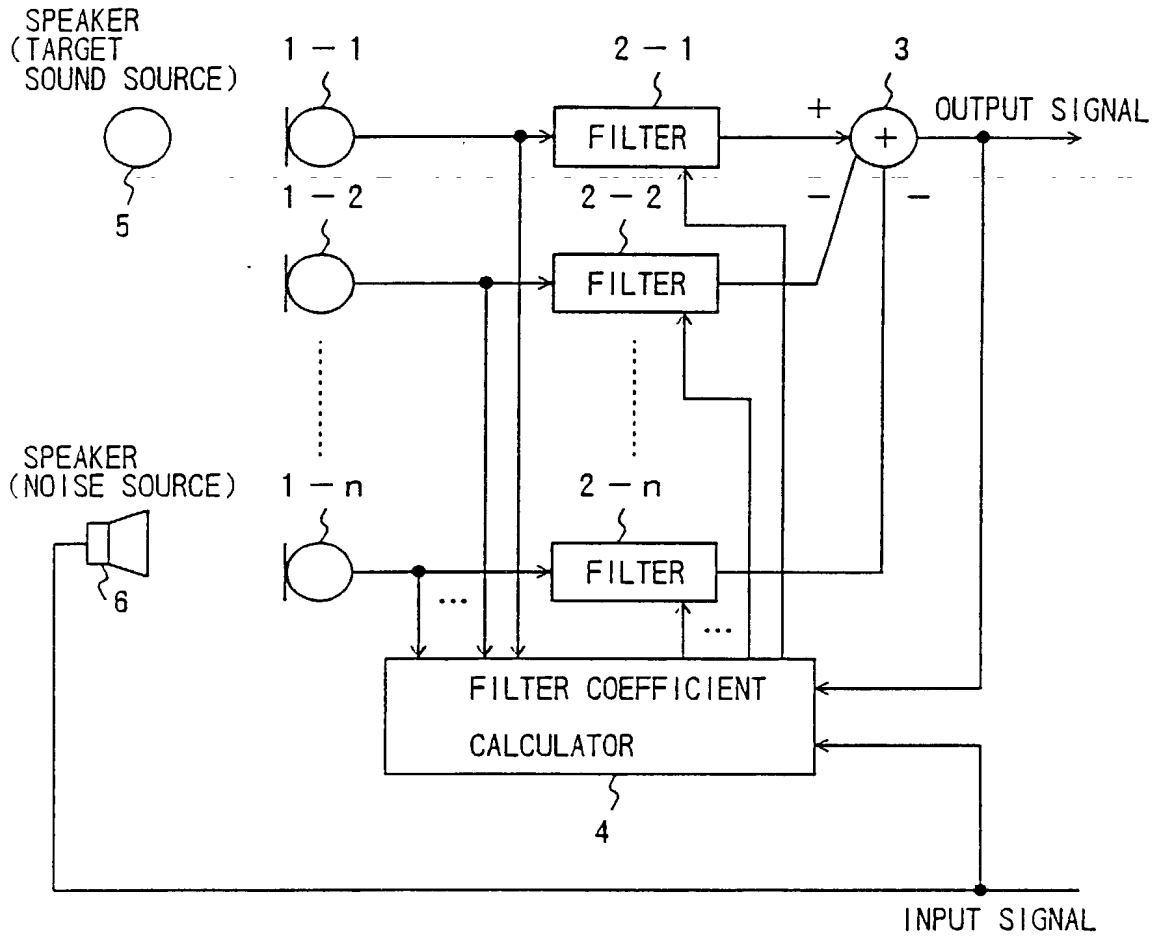 SPEAKER
(TARGET
SOUND SOURCE)
1-1
2-1
3
+
+
OUTPUT SIGNAL
FILTER
5
1-2
2-2
-
-
FILTER
SPEAKER
(NOISE SOURCE)
1-n
2-n
FILTER
6
...
...
FILTER COEFFICIENT
CALCULATOR
4
INPUT SIGNAL